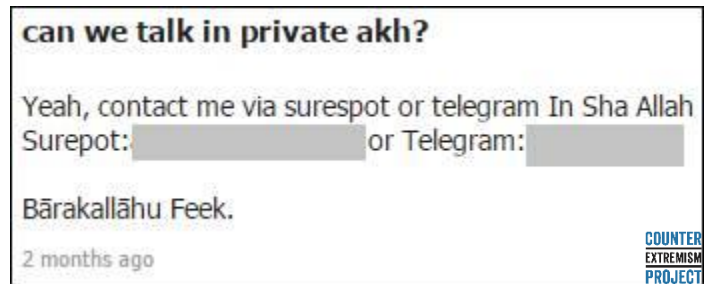 can we talk in private akh?
Yeah, contact me via surespot or telegram In Sha Allah
Surepot: or Telegram:
Bārakallāhu Feek.
2 months ago
COUNTER
EXTREMISM
PROJECT